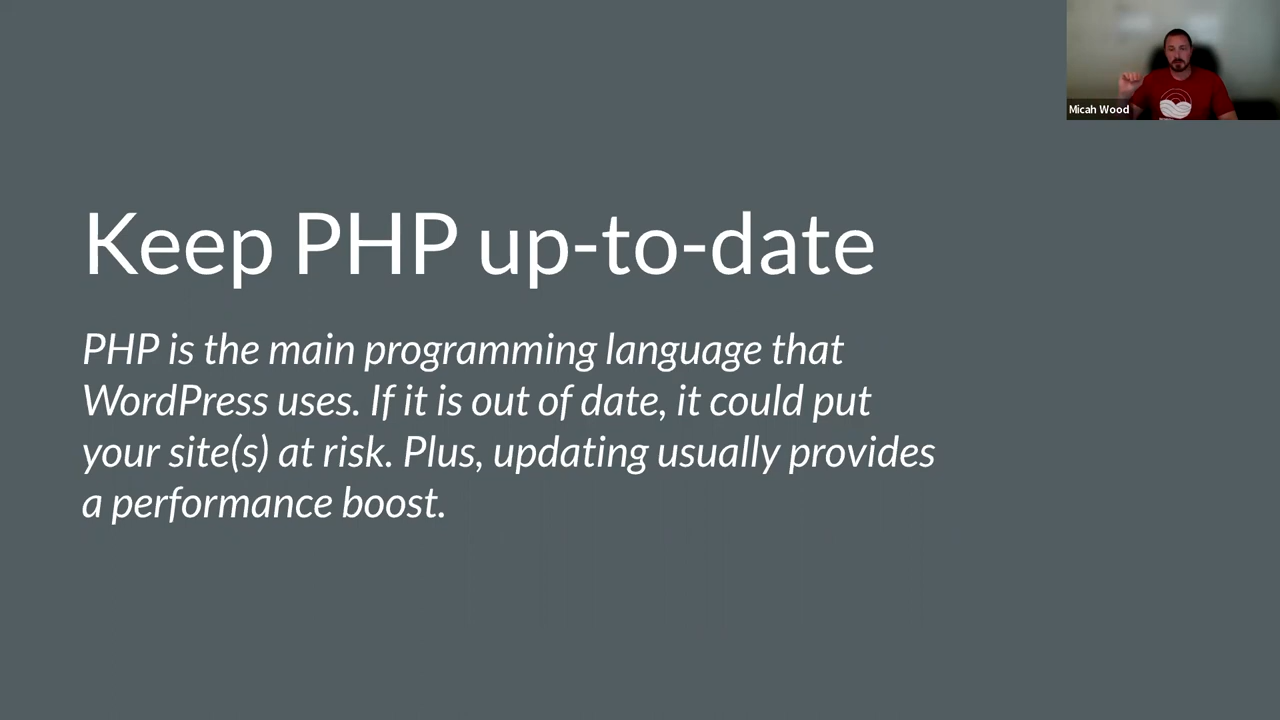 Micah Wood
Keep PHP up-to-date
PHP is the main programming language that
WordPress uses. If it is out of date, it could put
your site(s) at risk. Plus, updating usually provides
a performance boost.